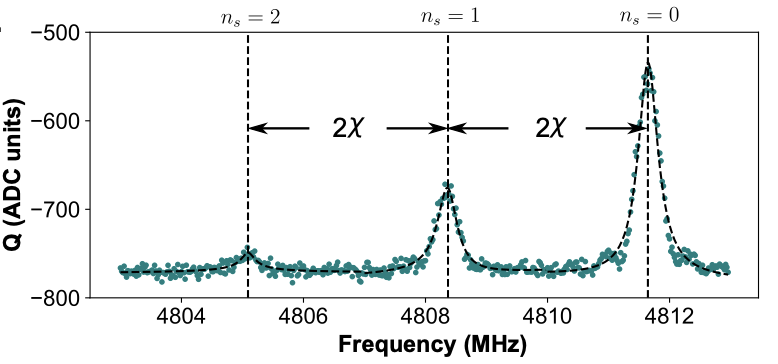 n_s = 2
n_s = 1
n_s = 0
−500
−600
−700
−800
Q (ADC units)
2χ
2χ
4804
4806
4808
4810
4812
Frequency (MHz)